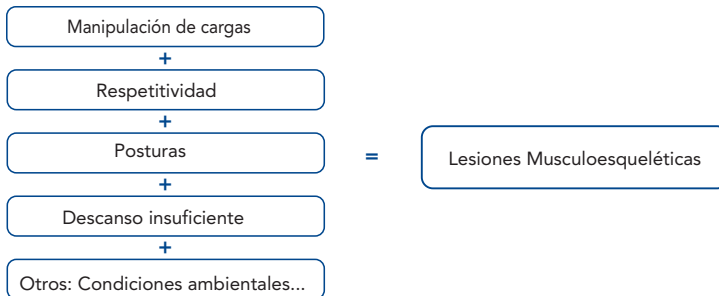 Manipulación de cargas
+
Respetitividad
+
Posturas
+
Descanso insuficiente
+
Otros: Condiciones ambientales...
=
Lesiones Musculoesqueléticas